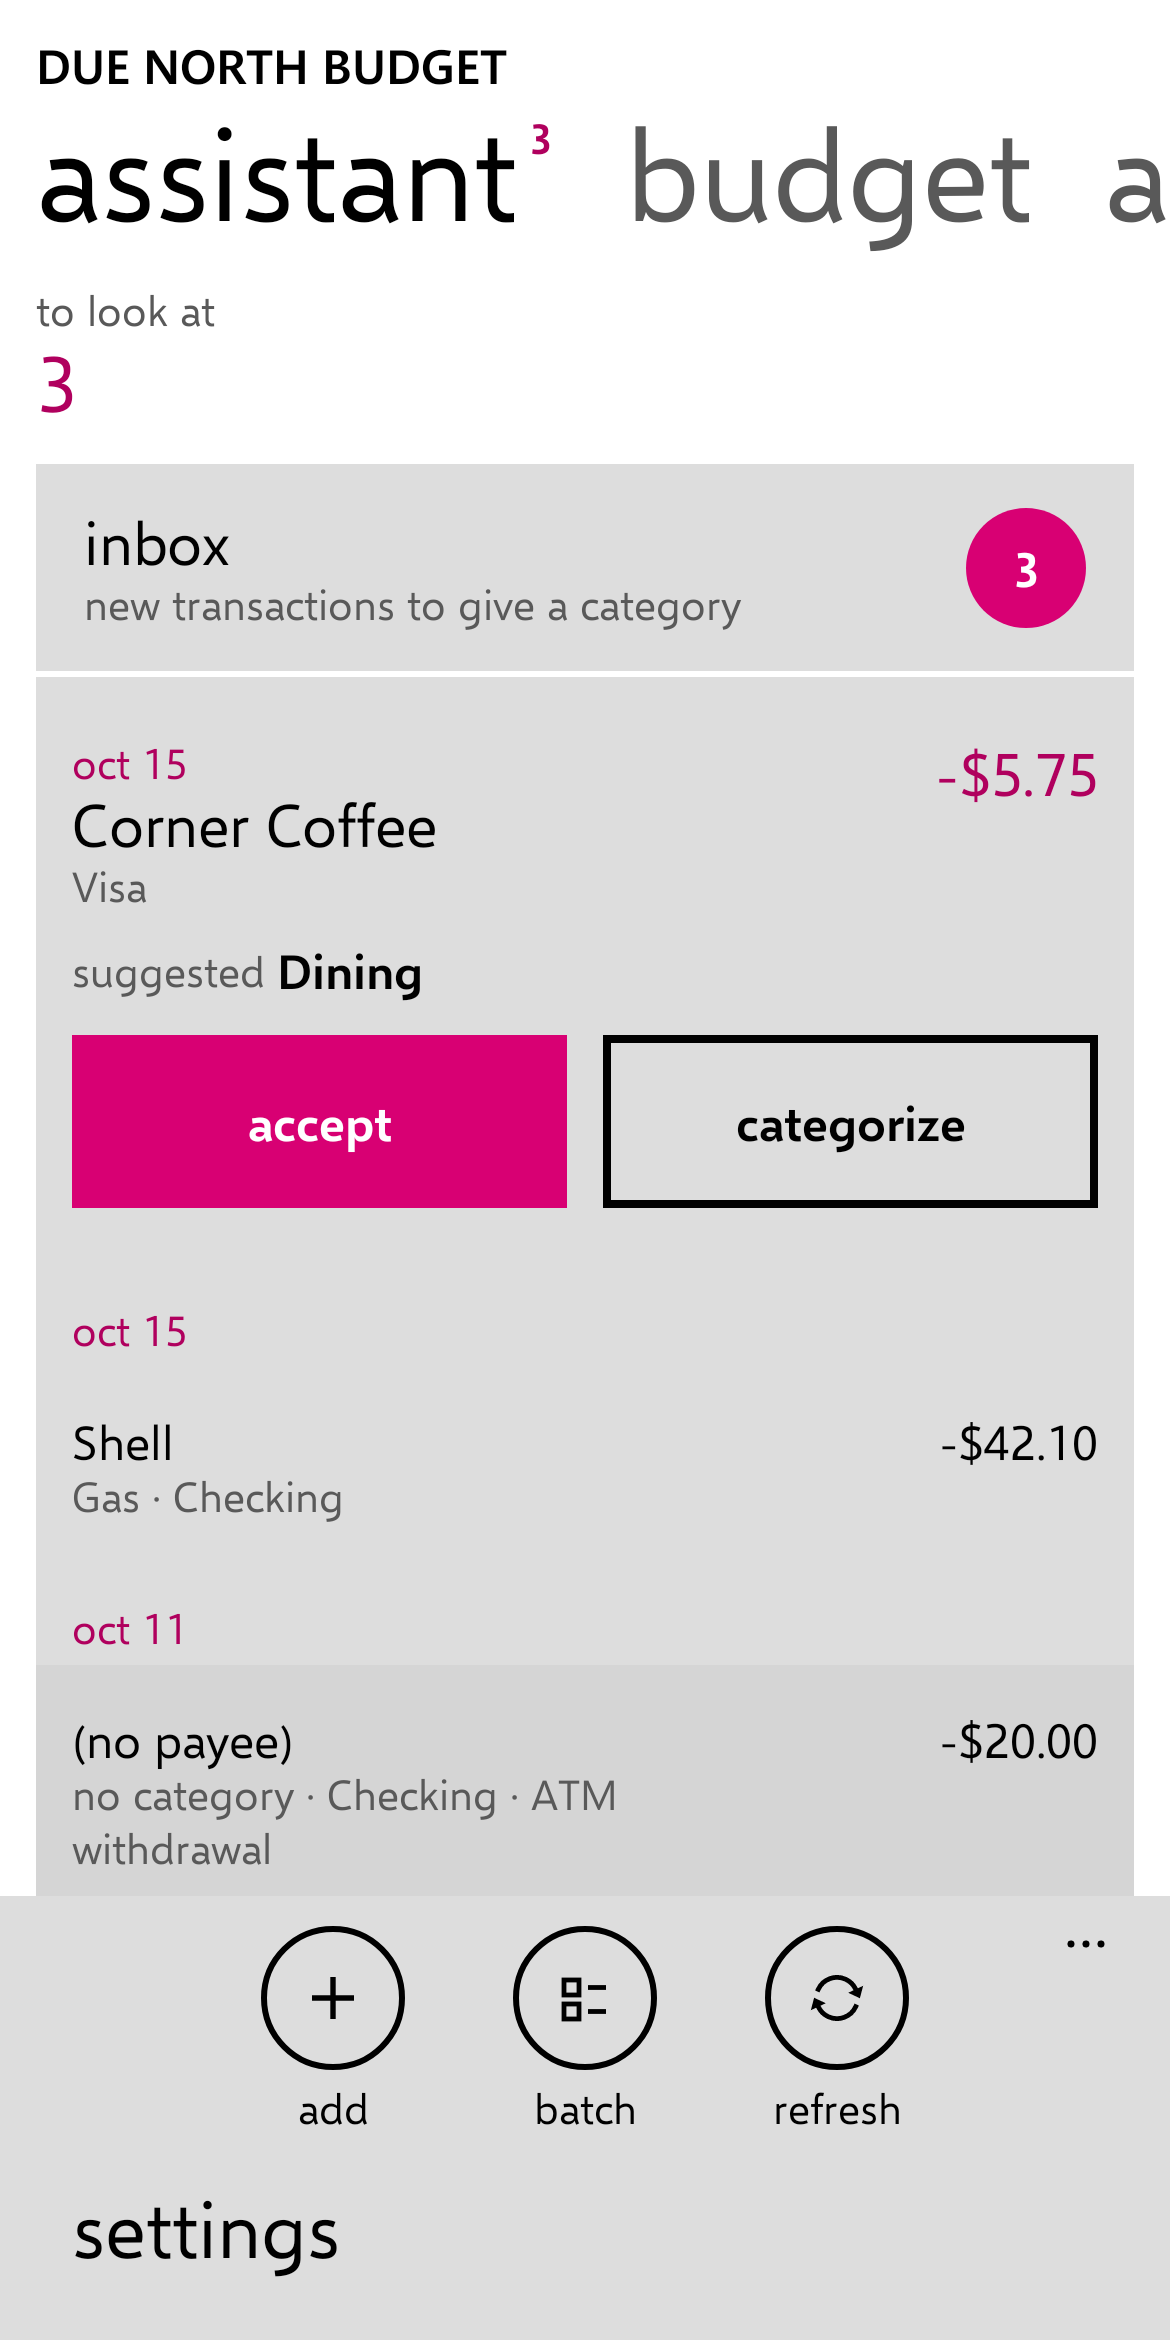 DUE NORTH BUDGET
assistant 3 budget a
to look at
3
inbox
new transactions to give a category
3
oct 15
-$5.75
Corner Coffee
Visa
suggested Dining
accept
categorize
oct 15
Shell
-$42.10
Gas · Checking
oct 11
(no payee)
-$20.00
no category · Checking · ATM
withdrawal
...
add
batch
refresh
settings